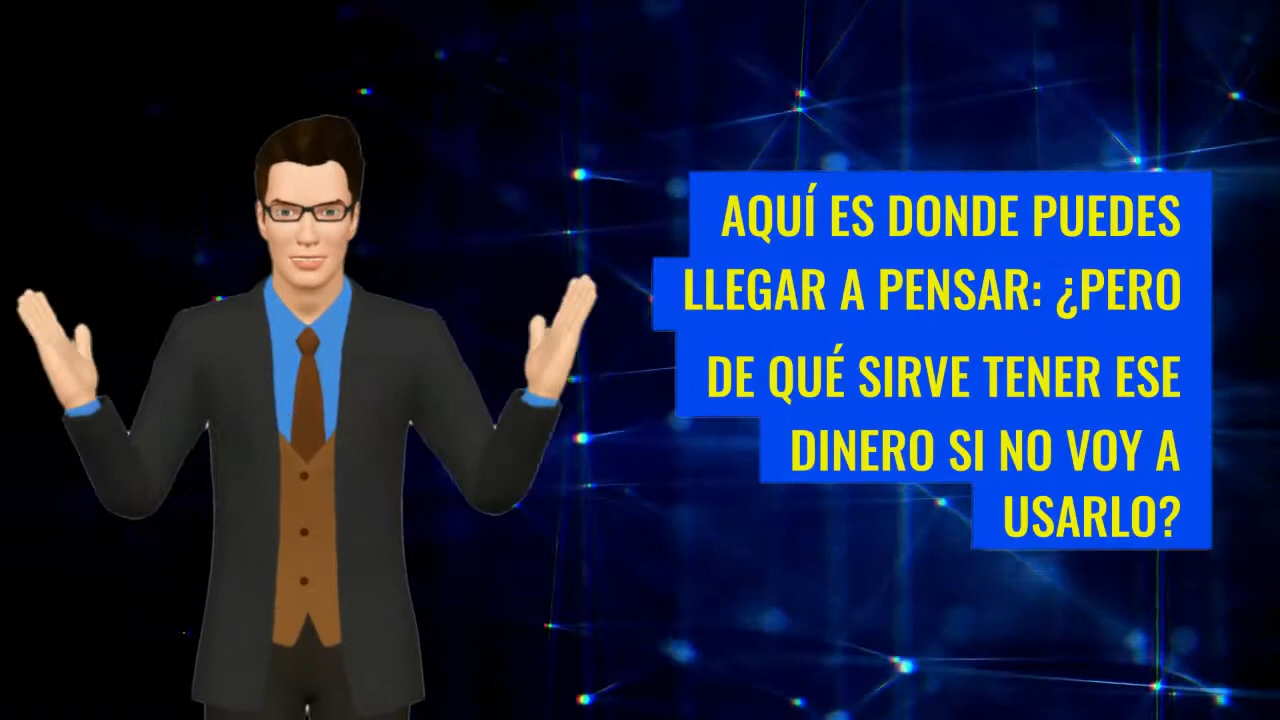 AQUÍ ES DONDE PUEDES
LLEGAR A PENSAR: ¿PERO
DE QUÉ SIRVE TENER ESE
DINERO SI NO VOY A
USARLO?